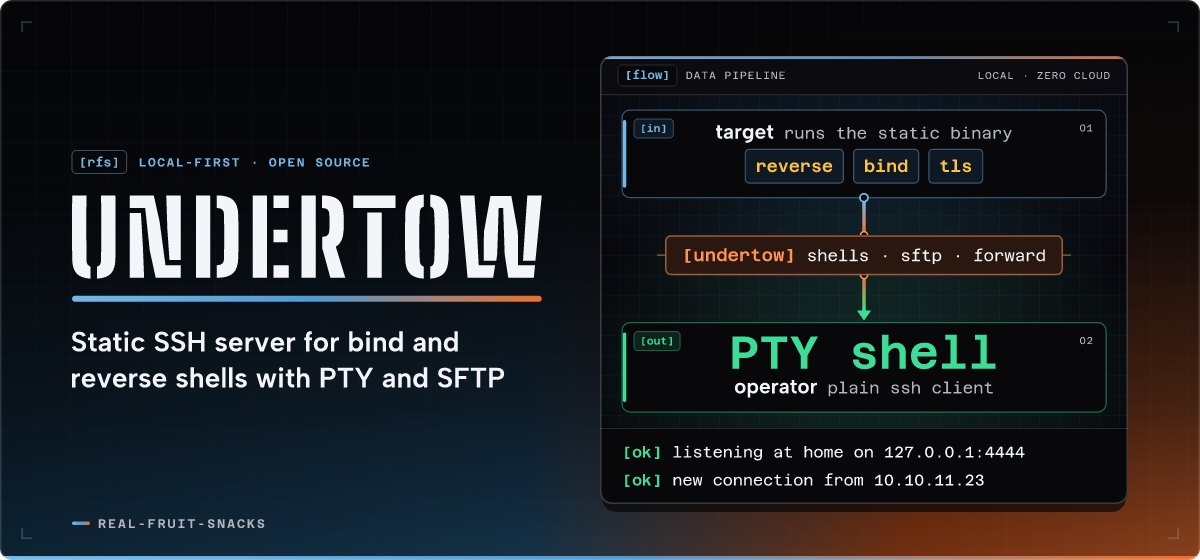 [rfs] LOCAL-FIRST · OPEN SOURCE
UNDERTOW
Static SSH server for bind and
reverse shells with PTY and SFTP
REAL-FRUIT-SNACKS
[flow] DATA PIPELINE LOCAL · ZERO CLOUD
[in] target runs the static binary 01
reverse bind tls
[undertow] shells · sftp · forward
[out] PTY shell 02
operator plain ssh client
[ok] listening at home on 127.0.0.1:4444
[ok] new connection from 10.10.11.23